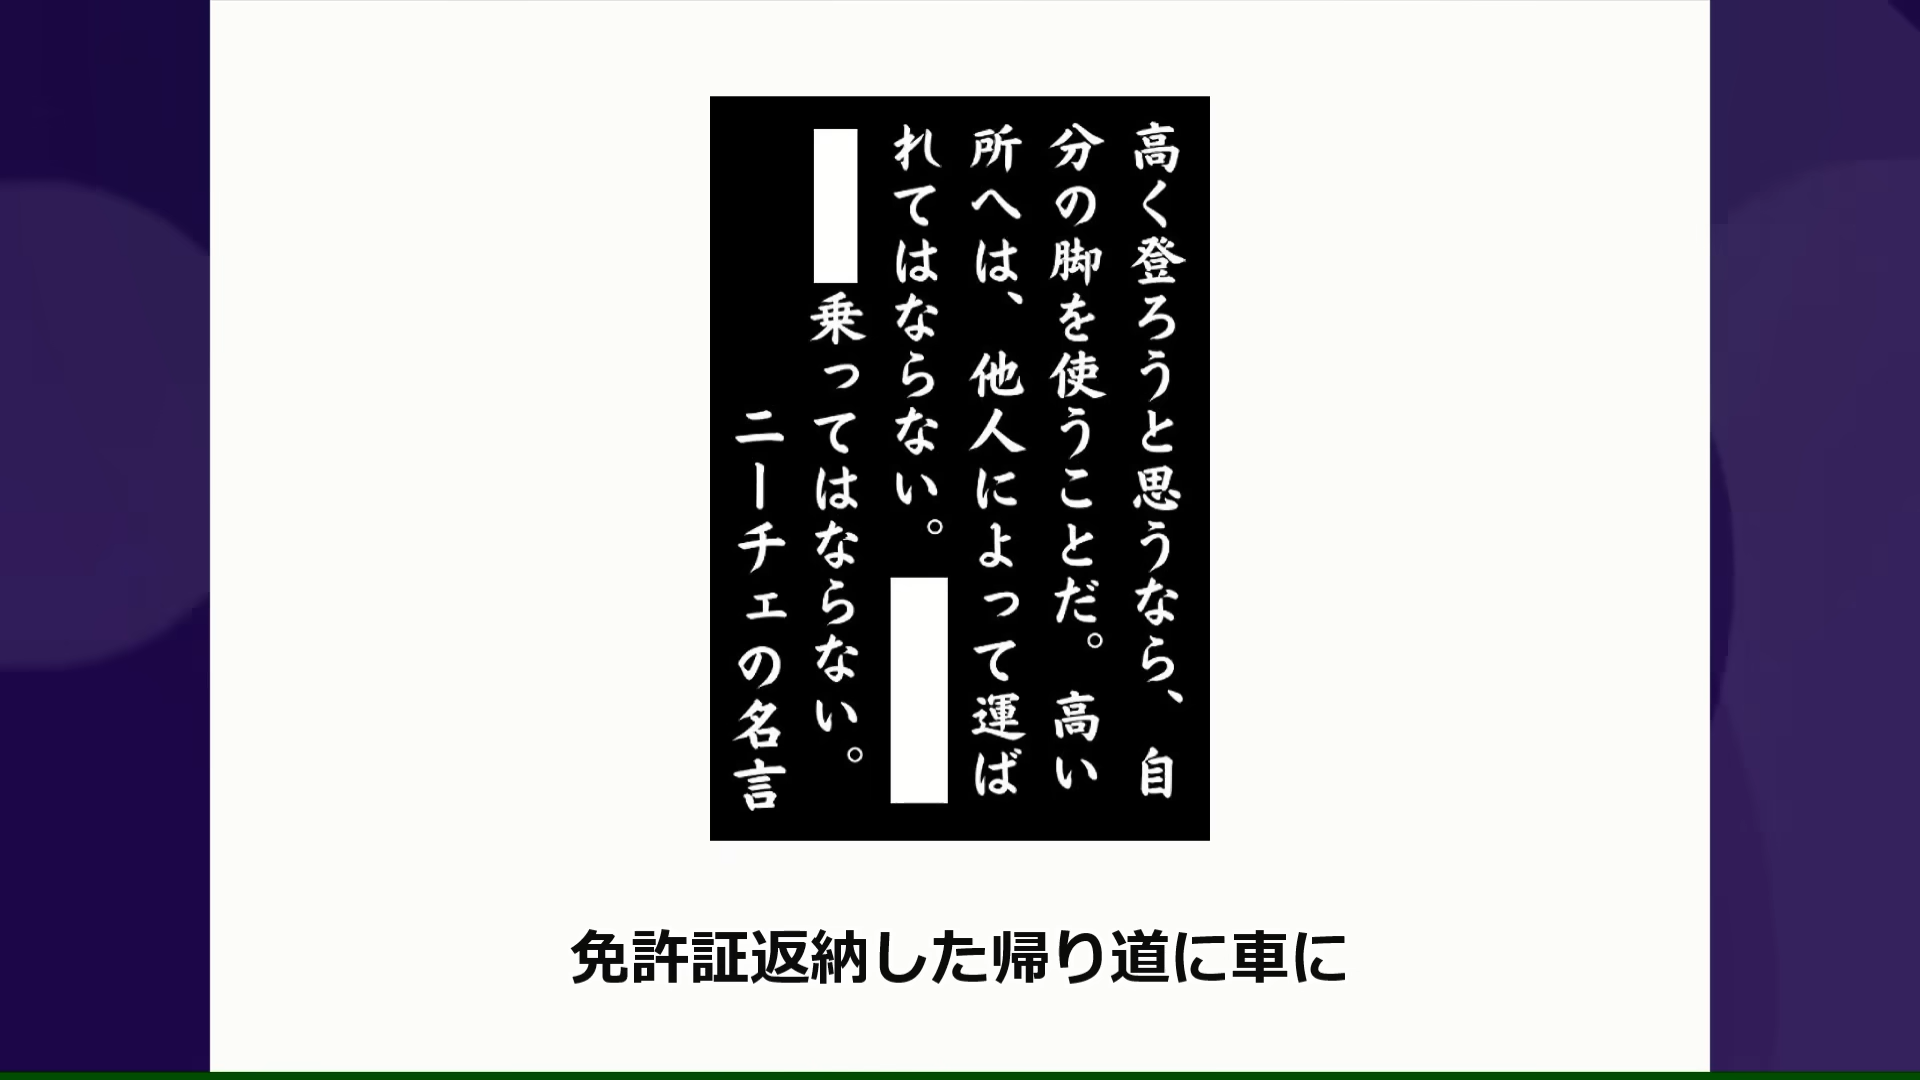 高く登ろうと思うなら、自
分の脚を使うことだ。高い
所へは、他人によって運ば
れてはならない。
乗ってはならない。
ニーチェの名言
免許証返納した帰り道に車に